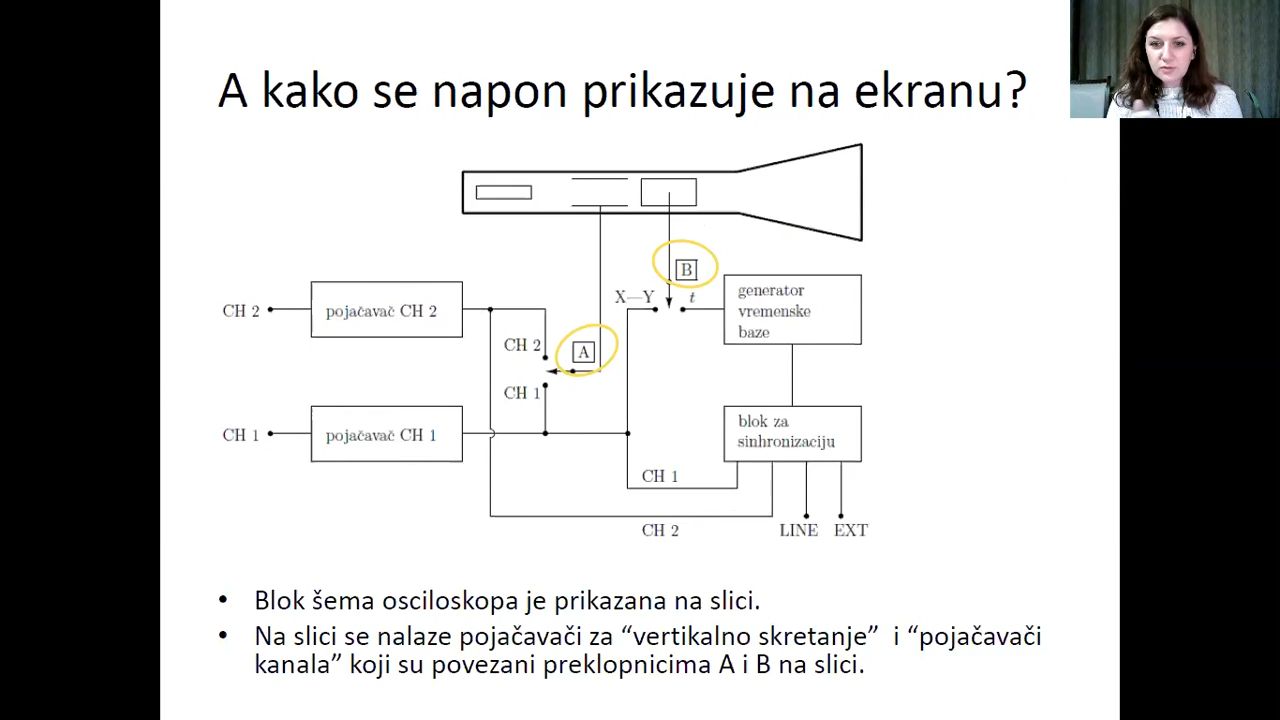 A kako se napon prikazuje na ekranu?
B
X—Y
t
generator
vremenske
baze
CH 2
pojačavač CH 2
CH 2
A
CH 1
CH 1
pojačavač CH 1
blok za
sinhronizaciju
CH 1
CH 2
LINE
EXT
• Blok šema osciloskopa je prikazana na slici.
• Na slici se nalaze pojačavači za “vertikalno skretanje” i “pojačavači
kanala” koji su povezani preklopnicima A i B na slici.